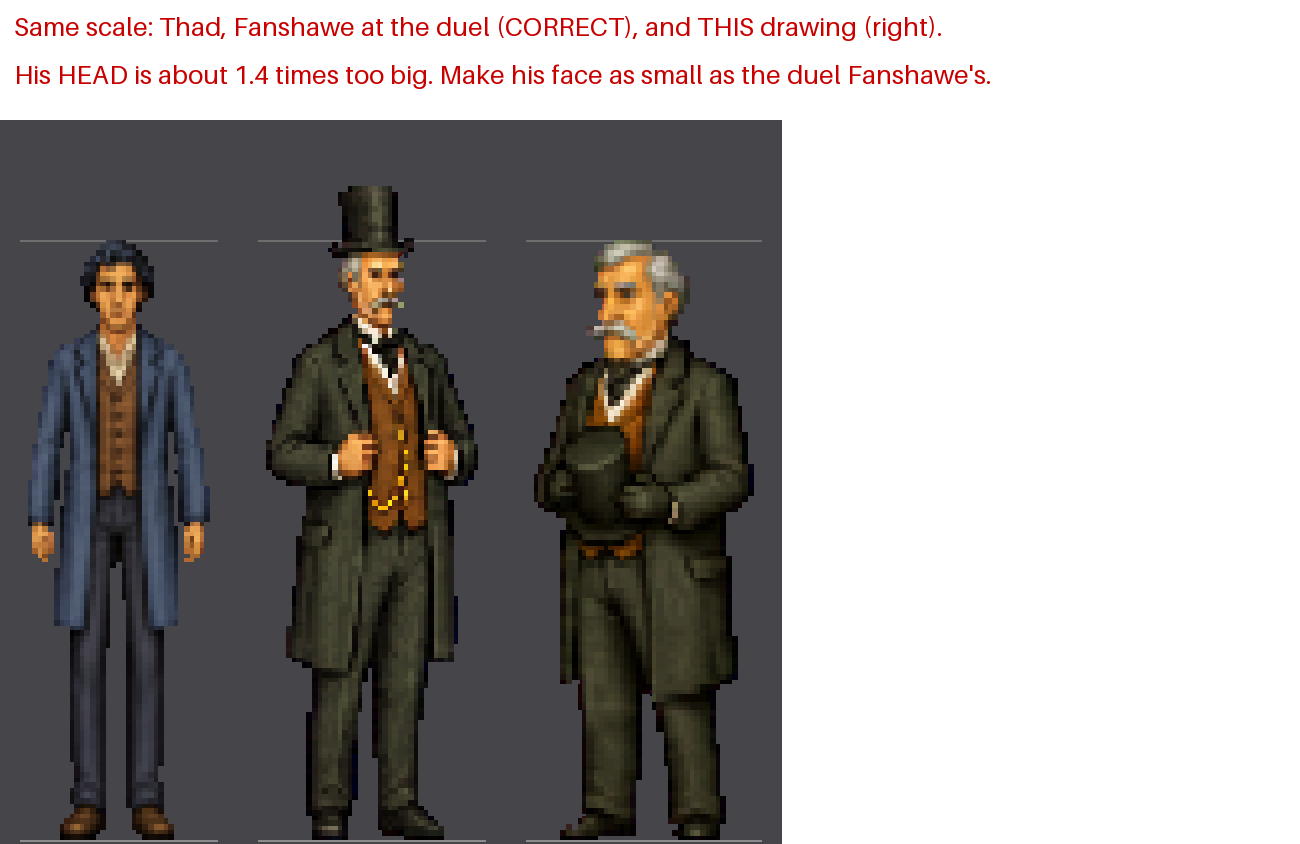 Same scale: Thad, Fanshawe at the duel (CORRECT), and THIS drawing (right).
His HEAD is about 1.4 times too big. Make his face as small as the duel Fanshawe's.